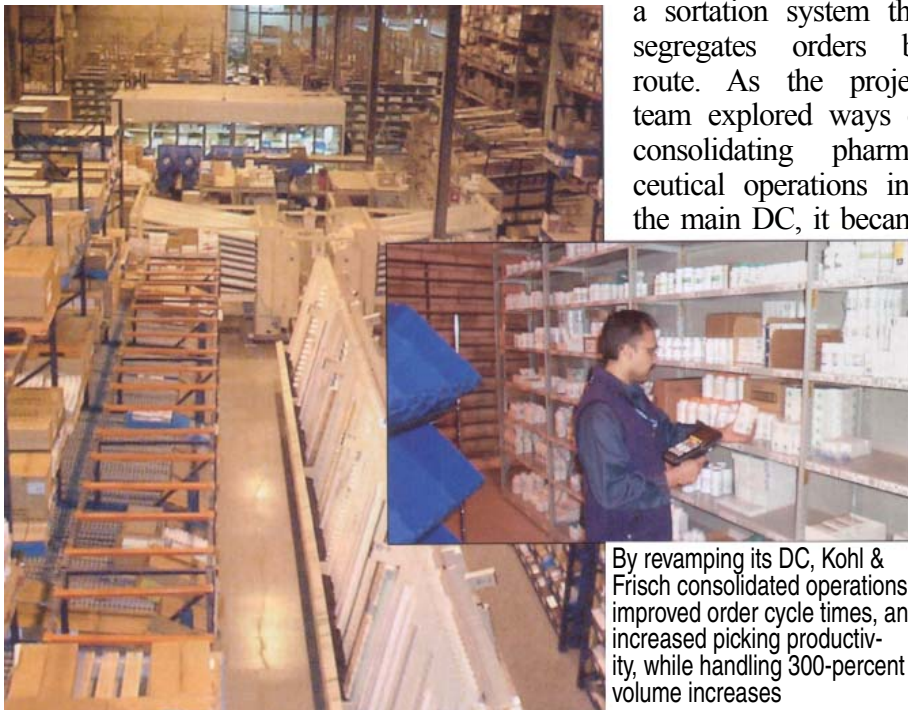 a sortation system th
segregates orders b
route. As the proje
team explored ways
consolidating pharm
ceutical operations in
the main DC, it becam
By revamping its DC, Kohl &
Frisch consolidated operations
improved order cycle times, an
increased picking productiv-
ity, while handling 300-percent
volume increases